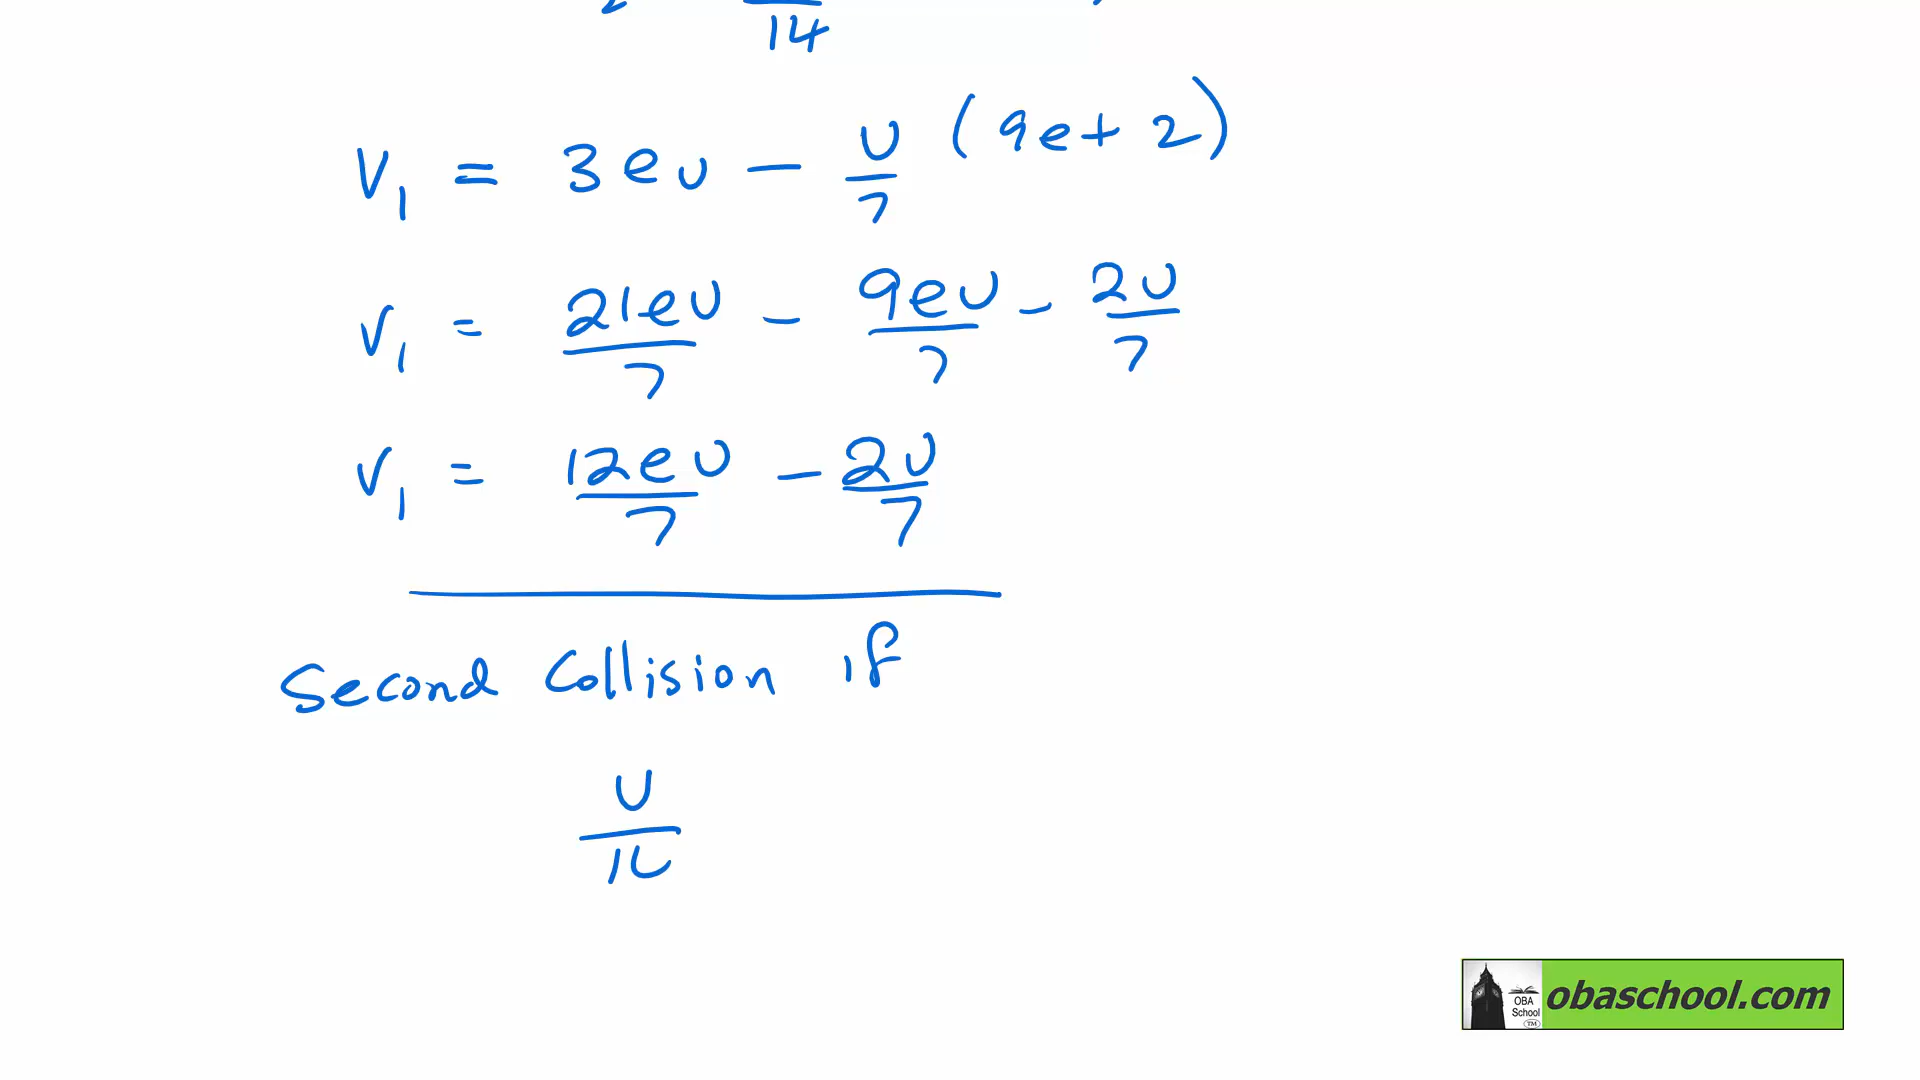 14
V₁ = 3eu − u/7 (9e + 2)
V₁ = 21eu/7 − 9eu/7 − 2u/7
V₁ = 12eu/7 − 2u/7
Second Collision if
u
OBA
School
TM
obaschool.com